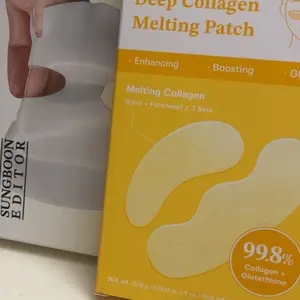 Deep Collagen
Melting Patch
· Enhancing · Boosting
Melting Collagen
99.8%
Collagen +
Glutathione
SUNGBOON
EDITOR